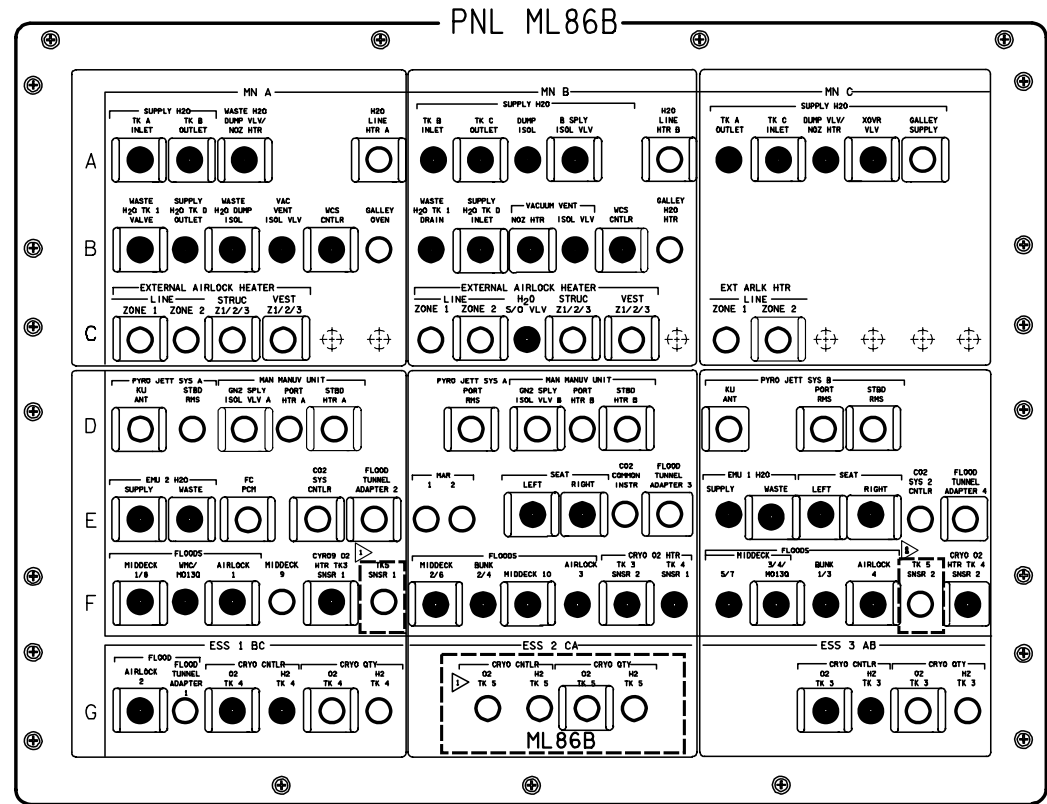 PNL ML86B
MN A
MN B
MN C
SUPPLY H2O
WASTE H2O
H2O
SUPPLY H2O
H2O
SUPPLY H2O
TK A
INLET
TK B
OUTLET
DUMP VLV/
NOZ HTR
LINE
HTR A
TK B
INLET
TK C
OUTLET
DUMP
ISOL
B SPLY
ISOL VLV
LINE
HTR B
TK A
OUTLET
TK C
INLET
DUMP VLV/
NOZ HTR
XOVR
VLV
GALLEY
SUPPLY
A
WASTE
H2O TK 1
VALVE
SUPPLY
H2O TK D
OUTLET
WASTE
H2O DUMP
ISOL
VAC
VENT
ISOL VLV
WCS
CNTLR
GALLEY
OVEN
WASTE
H2O TK 1
DRAIN
SUPPLY
H2O TK D
INLET
VACUUM VENT
NOZ HTR
ISOL VLV
WCS
CNTLR
GALLEY
H2O
HTR
B
EXTERNAL AIRLOCK HEATER
LINE
ZONE 1
ZONE 2
STRUC
Z1/2/3
VEST
Z1/2/3
EXTERNAL AIRLOCK HEATER
LINE
ZONE 1
ZONE 2
H2O
S/O VLV
STRUC
Z1/2/3
VEST
Z1/2/3
EXT ARLK HTR
LINE
ZONE 1
ZONE 2
C
PYRO JETT SYS A
KU
ANT
STBD
RMS
MAN MANUV UNIT
GN2 SPLY
ISOL VLV A
PORT
HTR A
STBD
HTR A
PYRO JETT SYS A
PORT
RMS
MAN MANUV UNIT
GN2 SPLY
ISOL VLV B
PORT
HTR B
STBD
HTR B
PYRO JETT SYS B
KU
ANT
PORT
RMS
STBD
RMS
D
EMU 2 H2O
SUPPLY
WASTE
FC
PCM
CO2
SYS
CNTLR
FLOOD
TUNNEL
ADAPTER 2
MAR
1
2
SEAT
LEFT
RIGHT
CO2
COMMON
INSTR
FLOOD
TUNNEL
ADAPTER 3
EMU 1 H2O
SUPPLY
WASTE
SEAT
LEFT
RIGHT
CO2
SYS 2
CNTLR
FLOOD
TUNNEL
ADAPTER 4
E
FLOODS
MIDDECK
1/8
WMC/
MO13Q
AIRLOCK
1
MIDDECK
9
CYRO9 O2
HTR TK3
SNSR 1
1
TK5
SNSR 1
FLOODS
MIDDECK
2/6
BUNK
2/4
MIDDECK 10
AIRLOCK
3
CRYO O2 HTR
TK 3
SNSR 2
TK 4
SNSR 1
FLOODS
MIDDECK
5/7
3/4/
MO13Q
BUNK
1/3
AIRLOCK
4
TK 5
SNSR 2
CRYO O2
HTR TK 4
SNSR 2
F
ESS 1 BC
ESS 2 CA
ESS 3 AB
FLOOD
AIRLOCK
2
FLOOD
TUNNEL
ADAPTER
1
CRYO CNTLR
O2
TK 4
H2
TK 4
CRYO QTY
O2
TK 4
H2
TK 4
1
CRYO CNTLR
O2
TK 5
H2
TK 5
CRYO QTY
O2
TK 5
H2
TK 5
CRYO CNTLR
O2
TK 3
H2
TK 3
CRYO QTY
O2
TK 3
H2
TK 3
G
ML86B